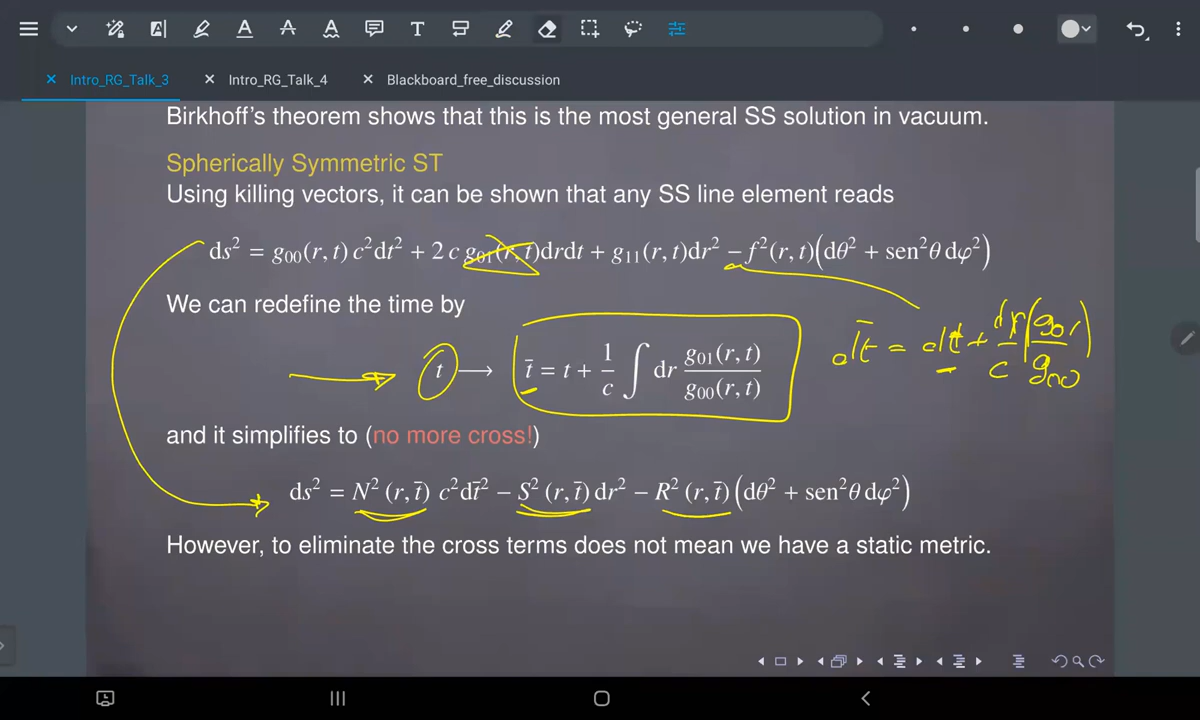 Intro_RG_Talk_3 Intro_RG_Talk_4 Blackboard_free_discussion
Birkhoff's theorem shows that this is the most general SS solution in vacuum.
Spherically Symmetric ST
Using killing vectors, it can be shown that any SS line element reads
ds² = g₀₀(r, t) c²dt² + 2 c g₀₁(r, t)drdt + g₁₁(r, t)dr² − f²(r, t)(dθ² + sen²θ dφ²)
We can redefine the time by
t ⟶ t̄ = t + 1/c ∫ dr g₀₁(r, t)/g₀₀(r, t)
dt̄ = dt + dr/c (g₀₁/g₀₀)
and it simplifies to (no more cross!)
ds² = N² (r, t̄) c²dt̄² − S² (r, t̄) dr² − R² (r, t̄) (dθ² + sen²θ dφ²)
However, to eliminate the cross terms does not mean we have a static metric.